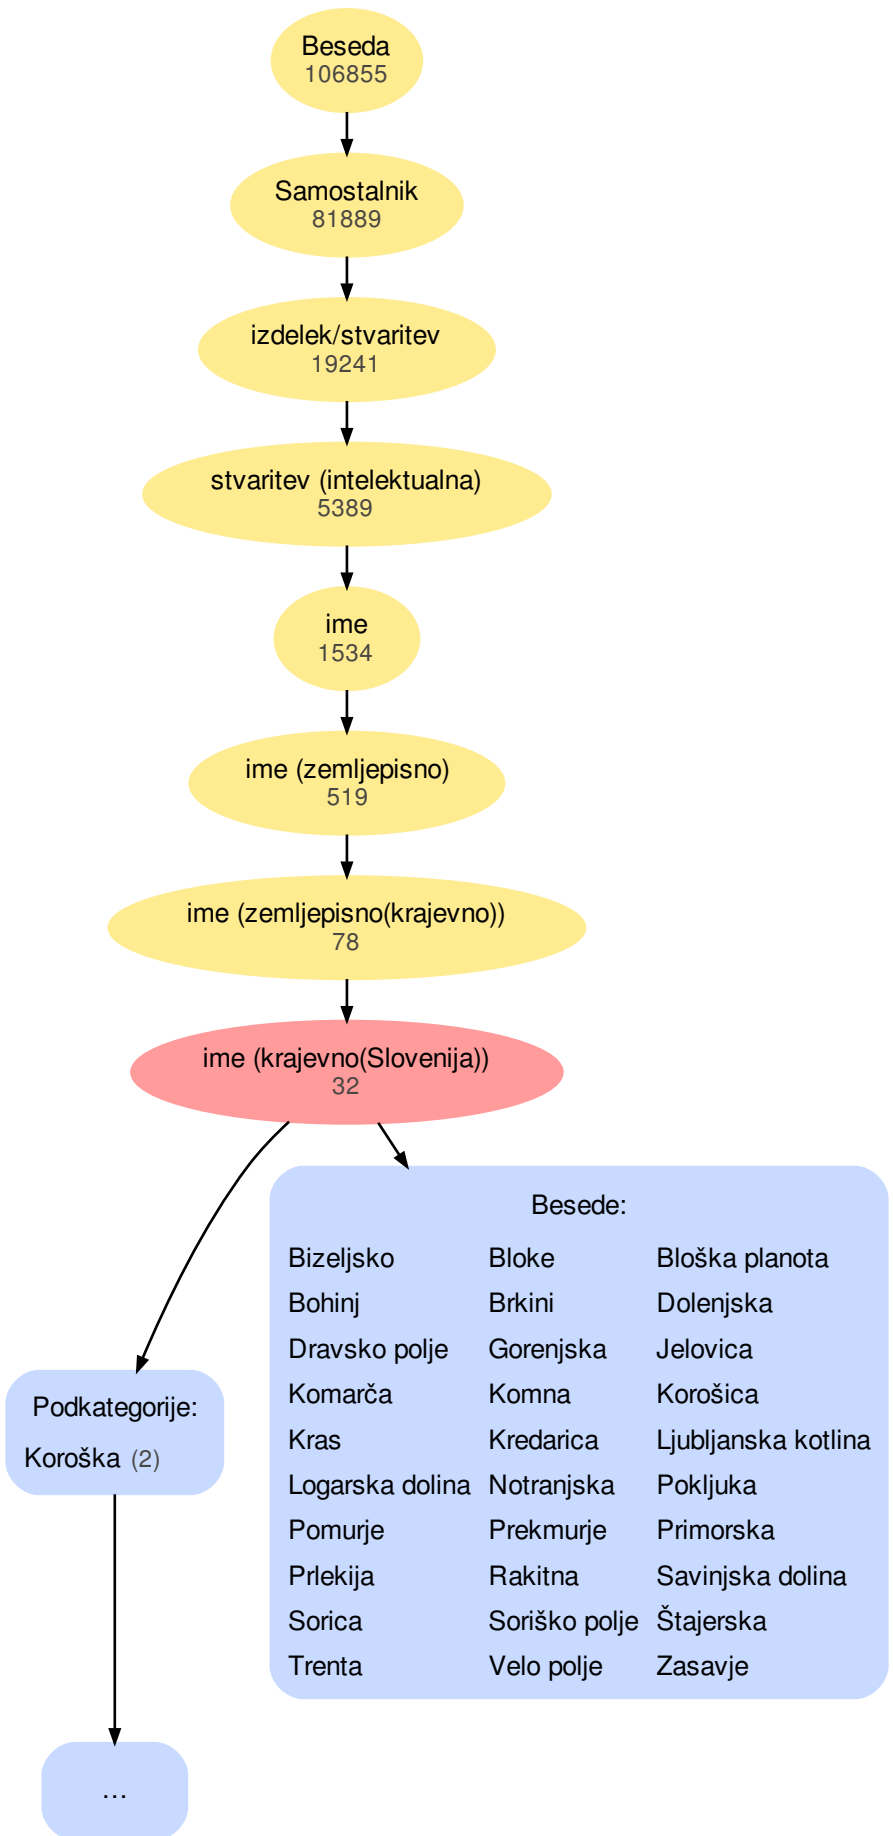 Beseda
106855
Samostalnik
81889
izdelek/stvaritev
19241
stvaritev (intelektualna)
5389
ime
1534
ime (zemljepisno)
519
ime (zemljepisno(krajevno))
78
ime (krajevno(Slovenija))
32
Besede:
Bizeljsko Bloke Bloška planota
Bohinj Brkini Dolenjska
Dravsko polje Gorenjska Jelovica
Komarča Komna Korošica
Kras Kredarica Ljubljanska kotlina
Logarska dolina Notranjska Pokljuka
Pomurje Prekmurje Primorska
Prlekija Rakitna Savinjska dolina
Sorica Soriško polje Štajerska
Trenta Velo polje Zasavje
Podkategorije:
Koroška (2)
...